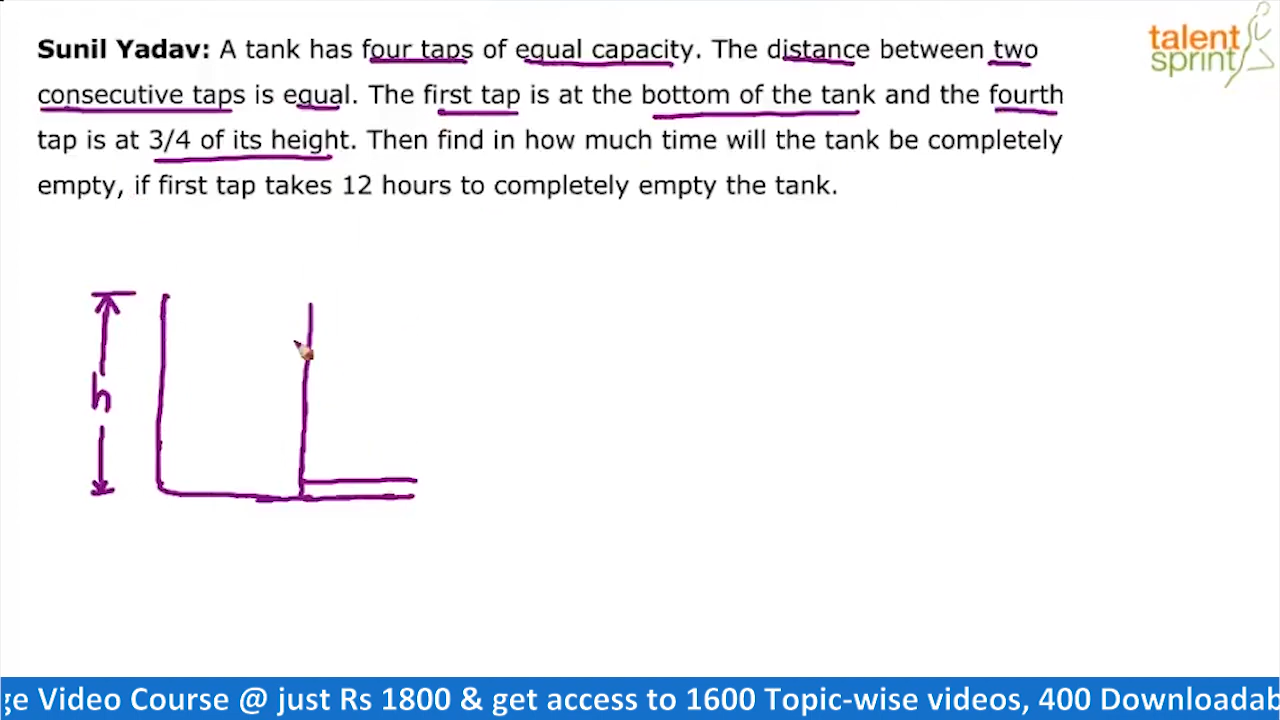 talent
sprint
Sunil Yadav: A tank has four taps of equal capacity. The distance between two
consecutive taps is equal. The first tap is at the bottom of the tank and the fourth
tap is at 3/4 of its height. Then find in how much time will the tank be completely
empty, if first tap takes 12 hours to completely empty the tank.
h
ge Video Course @ just Rs 1800 & get access to 1600 Topic-wise videos, 400 Downloadab